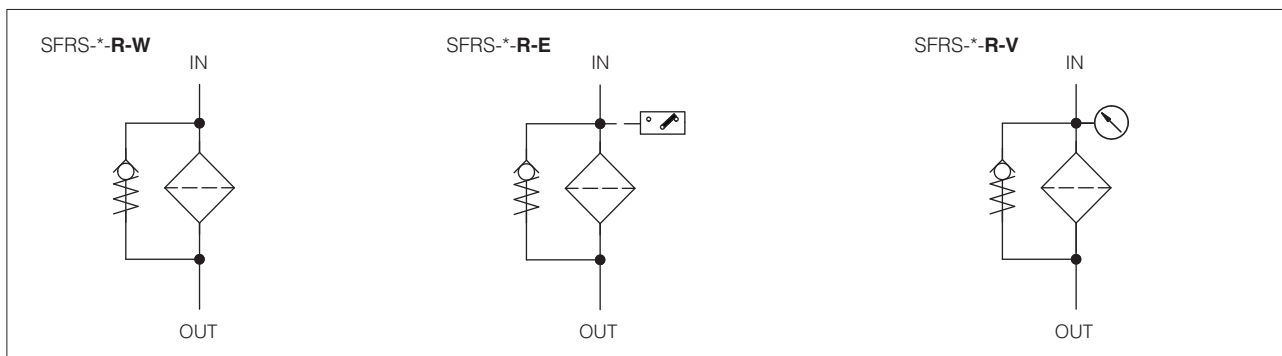 SFRS-*-R-W
IN
OUT
SFRS-*-R-E
IN
OUT
SFRS-*-R-V
IN
OUT